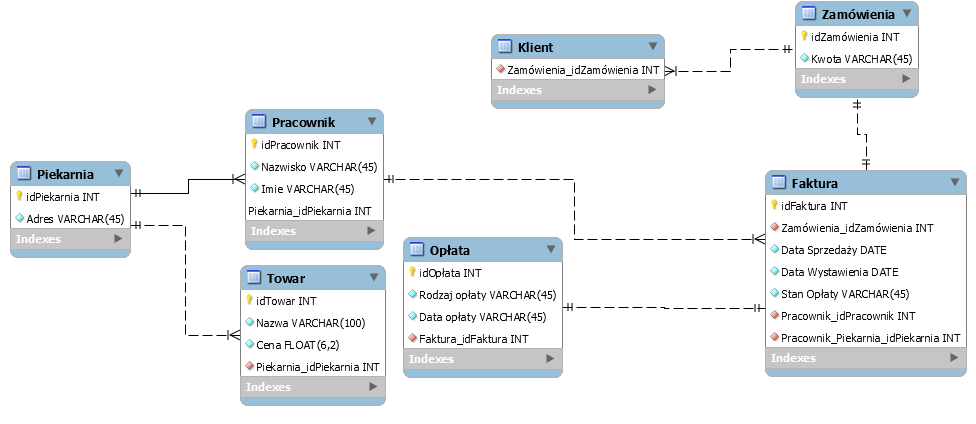 Zamówienia
idZamówienia INT
Kwota VARCHAR(45)
Indexes
Klient
Zamówienia_idZamówienia INT
Indexes
Pracownik
idPracownik INT
Nazwisko VARCHAR(45)
Imie VARCHAR(45)
Piekarnia_idPiekarnia INT
Indexes
Piekarnia
idPiekarnia INT
Adres VARCHAR(45)
Indexes
Faktura
idFaktura INT
Zamówienia_idZamówienia INT
Data Sprzedaży DATE
Data Wystawienia DATE
Stan Opłaty VARCHAR(45)
Pracownik_idPracownik INT
Pracownik_Piekarnia_idPiekarnia INT
Indexes
Opłata
idOpłata INT
Rodzaj opłaty VARCHAR(45)
Data opłaty VARCHAR(45)
Faktura_idFaktura INT
Indexes
Towar
idTowar INT
Nazwa VARCHAR(100)
Cena FLOAT(6,2)
Piekarnia_idPiekarnia INT
Indexes